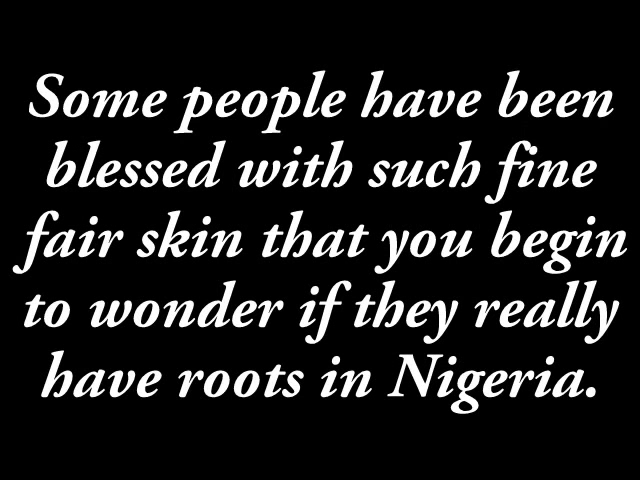 Some people have been
blessed with such fine
fair skin that you begin
to wonder if they really
have roots in Nigeria.